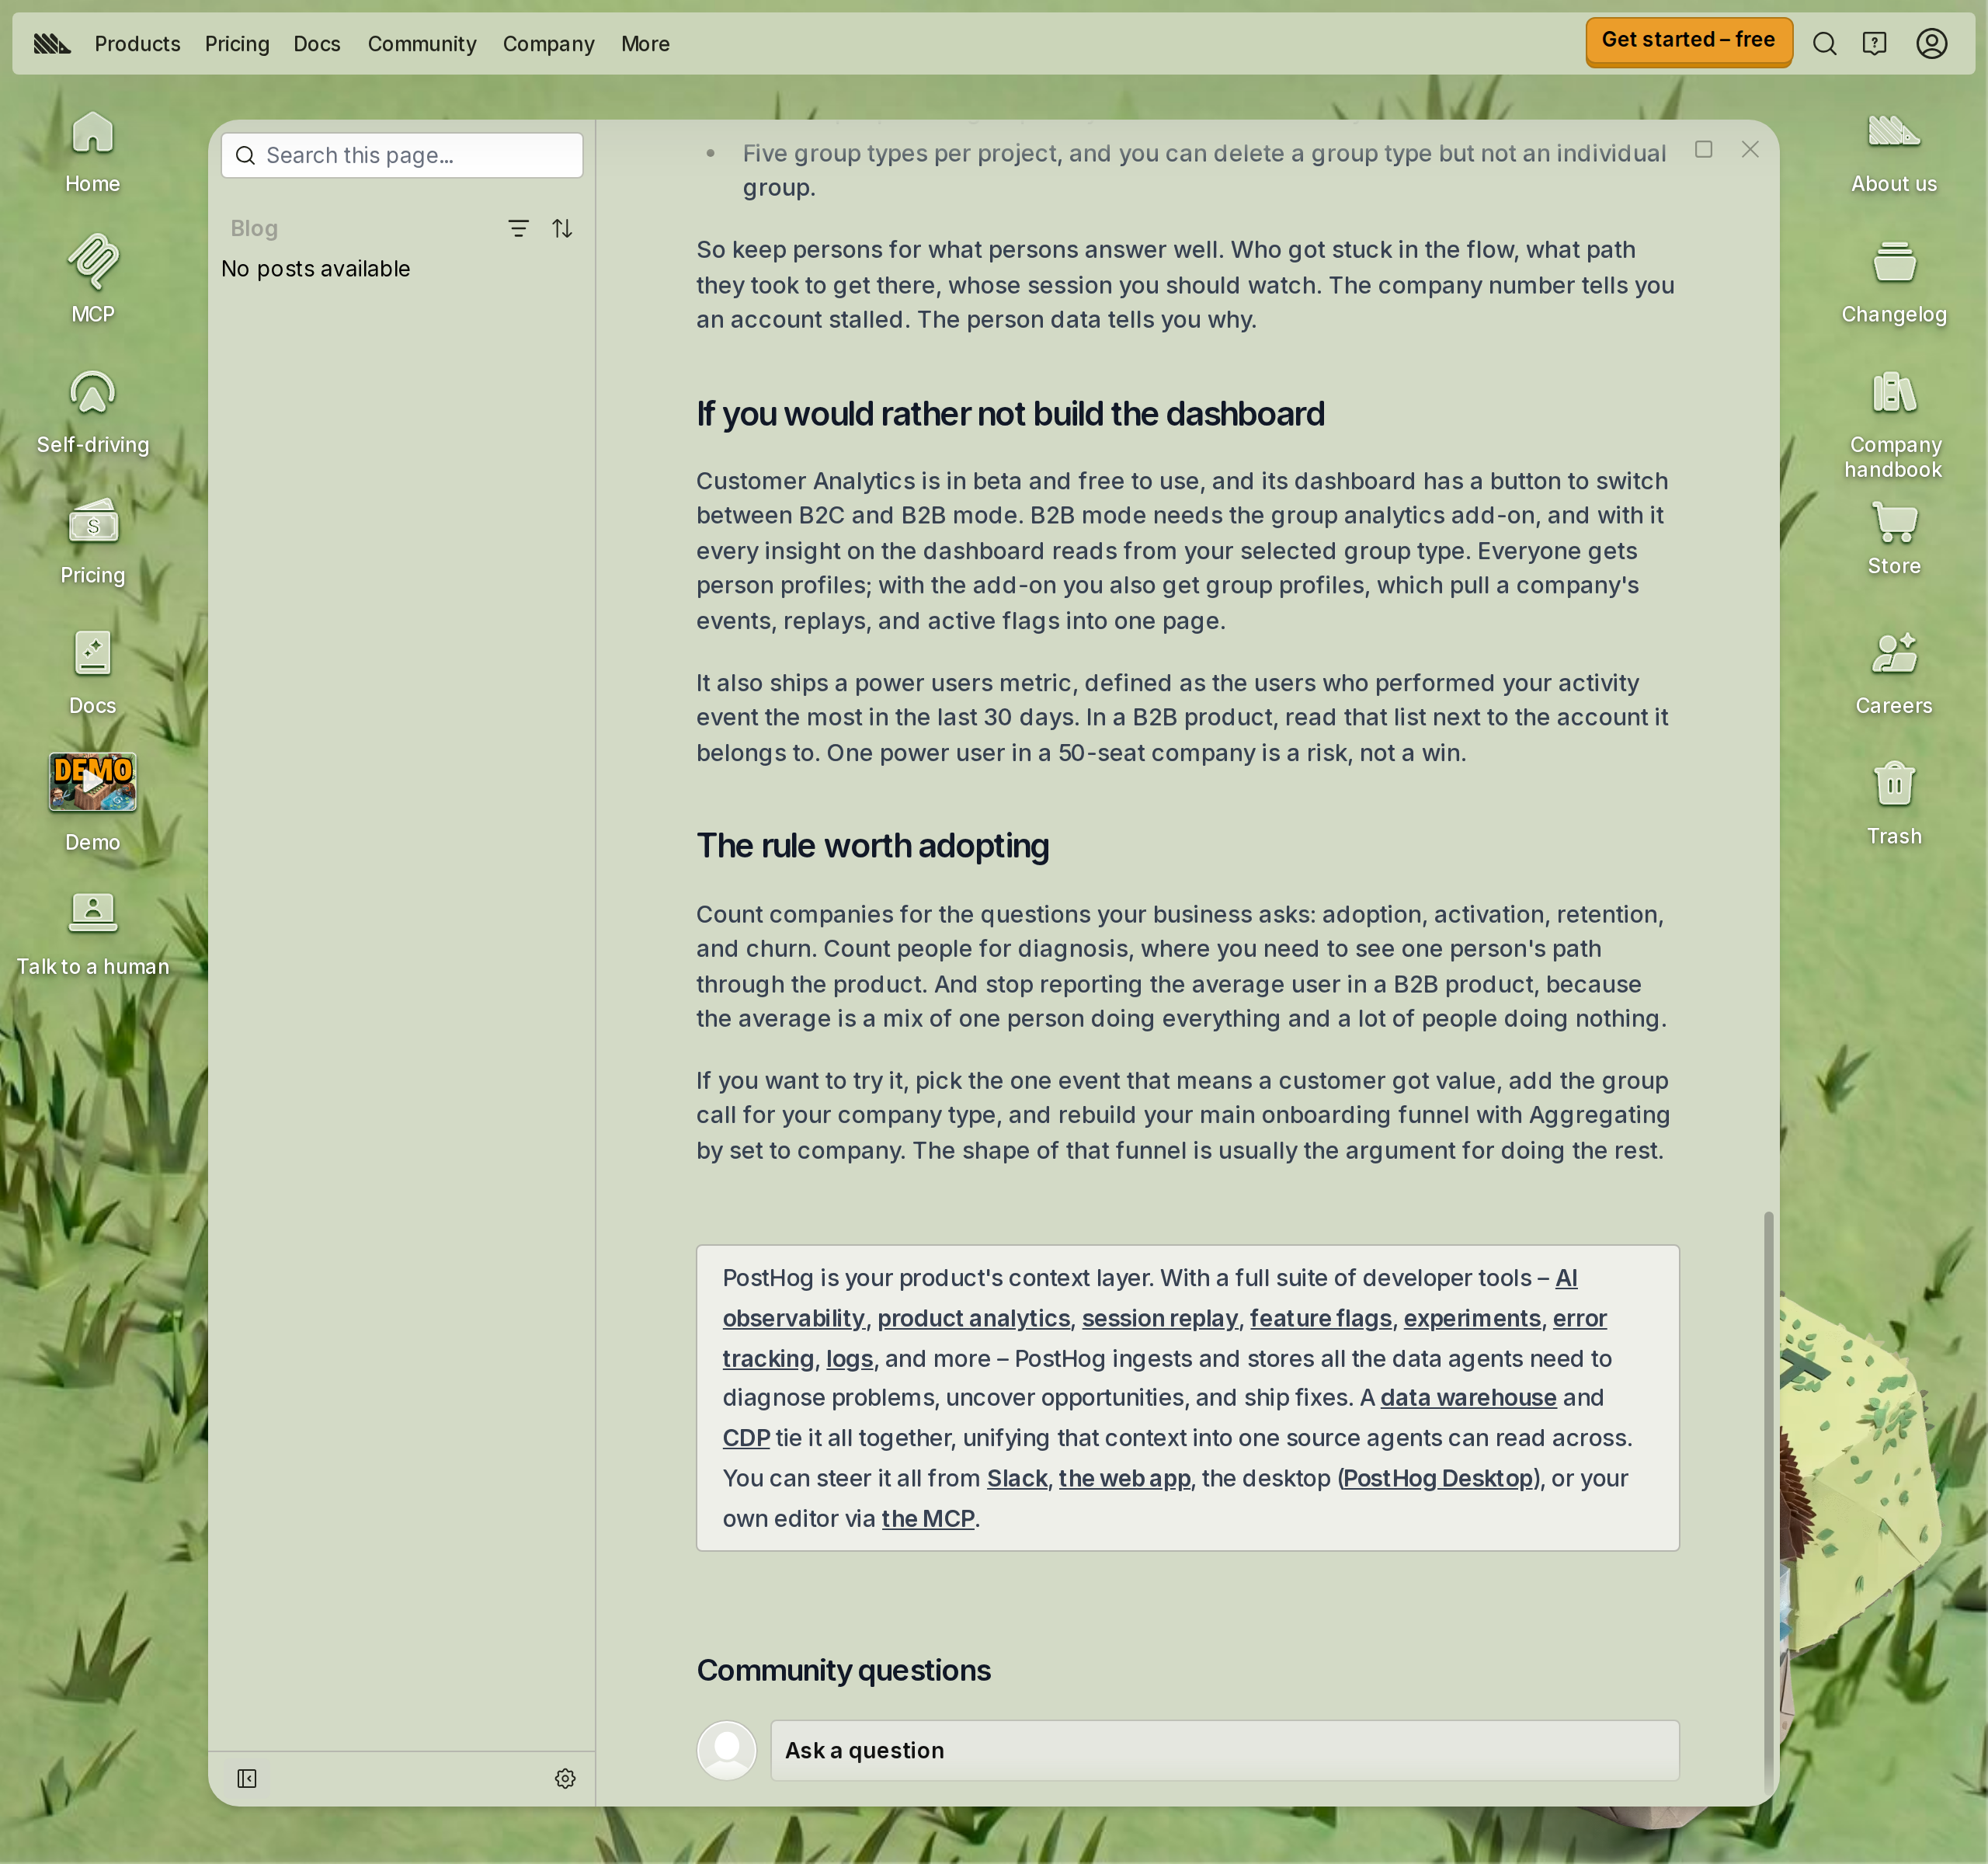 Products Pricing Docs Community Company More
Get started – free
Home
MCP
Self-driving
Pricing
Docs
DEMO
Demo
Talk to a human
Search this page...
Blog
No posts available
Five group types per project, and you can delete a group type but not an individual
group.
So keep persons for what persons answer well. Who got stuck in the flow, what path
they took to get there, whose session you should watch. The company number tells you
an account stalled. The person data tells you why.
If you would rather not build the dashboard
Customer Analytics is in beta and free to use, and its dashboard has a button to switch
between B2C and B2B mode. B2B mode needs the group analytics add-on, and with it
every insight on the dashboard reads from your selected group type. Everyone gets
person profiles; with the add-on you also get group profiles, which pull a company's
events, replays, and active flags into one page.
It also ships a power users metric, defined as the users who performed your activity
event the most in the last 30 days. In a B2B product, read that list next to the account it
belongs to. One power user in a 50-seat company is a risk, not a win.
The rule worth adopting
Count companies for the questions your business asks: adoption, activation, retention,
and churn. Count people for diagnosis, where you need to see one person's path
through the product. And stop reporting the average user in a B2B product, because
the average is a mix of one person doing everything and a lot of people doing nothing.
If you want to try it, pick the one event that means a customer got value, add the group
call for your company type, and rebuild your main onboarding funnel with Aggregating
by set to company. The shape of that funnel is usually the argument for doing the rest.
PostHog is your product's context layer. With a full suite of developer tools – AI
observability, product analytics, session replay, feature flags, experiments, error
tracking, logs, and more – PostHog ingests and stores all the data agents need to
diagnose problems, uncover opportunities, and ship fixes. A data warehouse and
CDP tie it all together, unifying that context into one source agents can read across.
You can steer it all from Slack, the web app, the desktop (PostHog Desktop), or your
own editor via the MCP.
Community questions
Ask a question
About us
Changelog
Company
handbook
Store
Careers
Trash